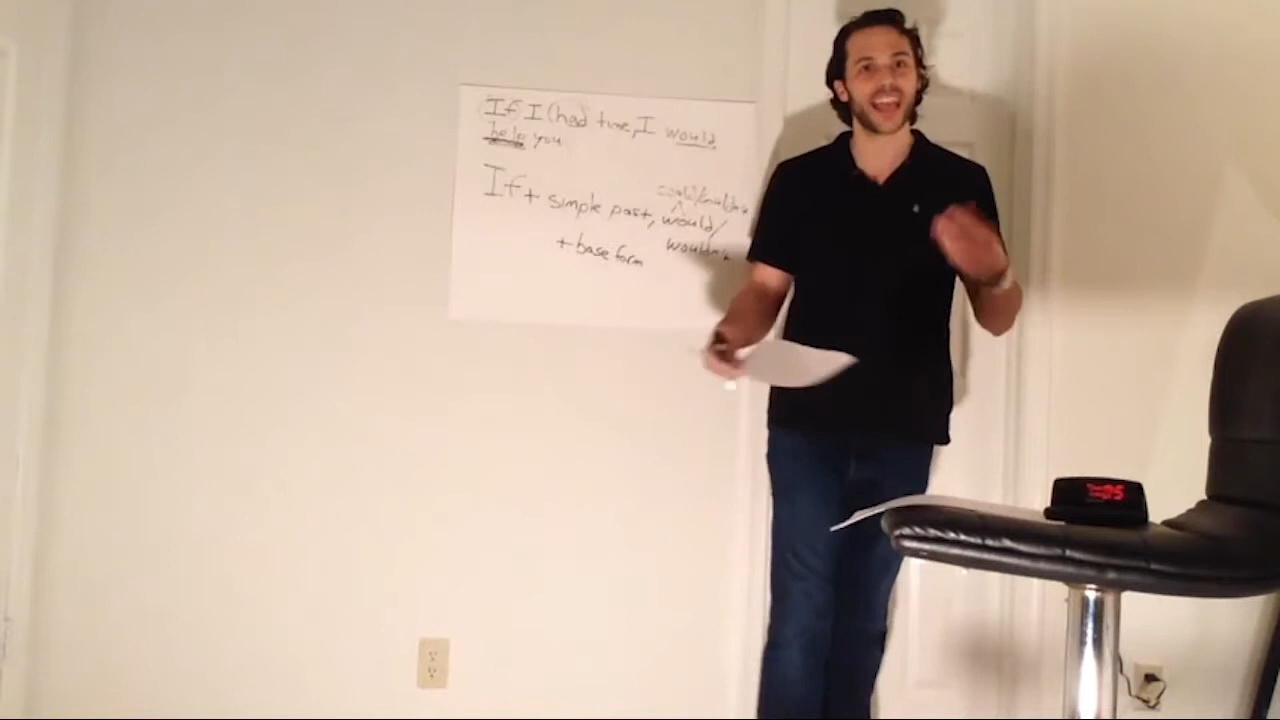 If I (had time, I would
help you
could/couldn't
If + simple past, would/
+ base form wouldn't